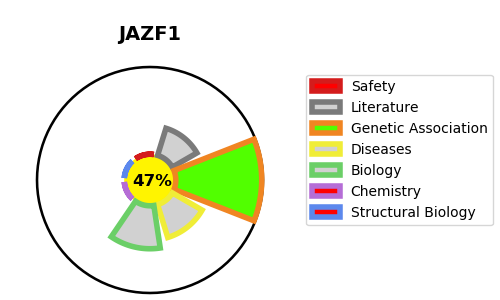 JAZF1
47%
Safety
Literature
Genetic Association
Diseases
Biology
Chemistry
Structural Biology